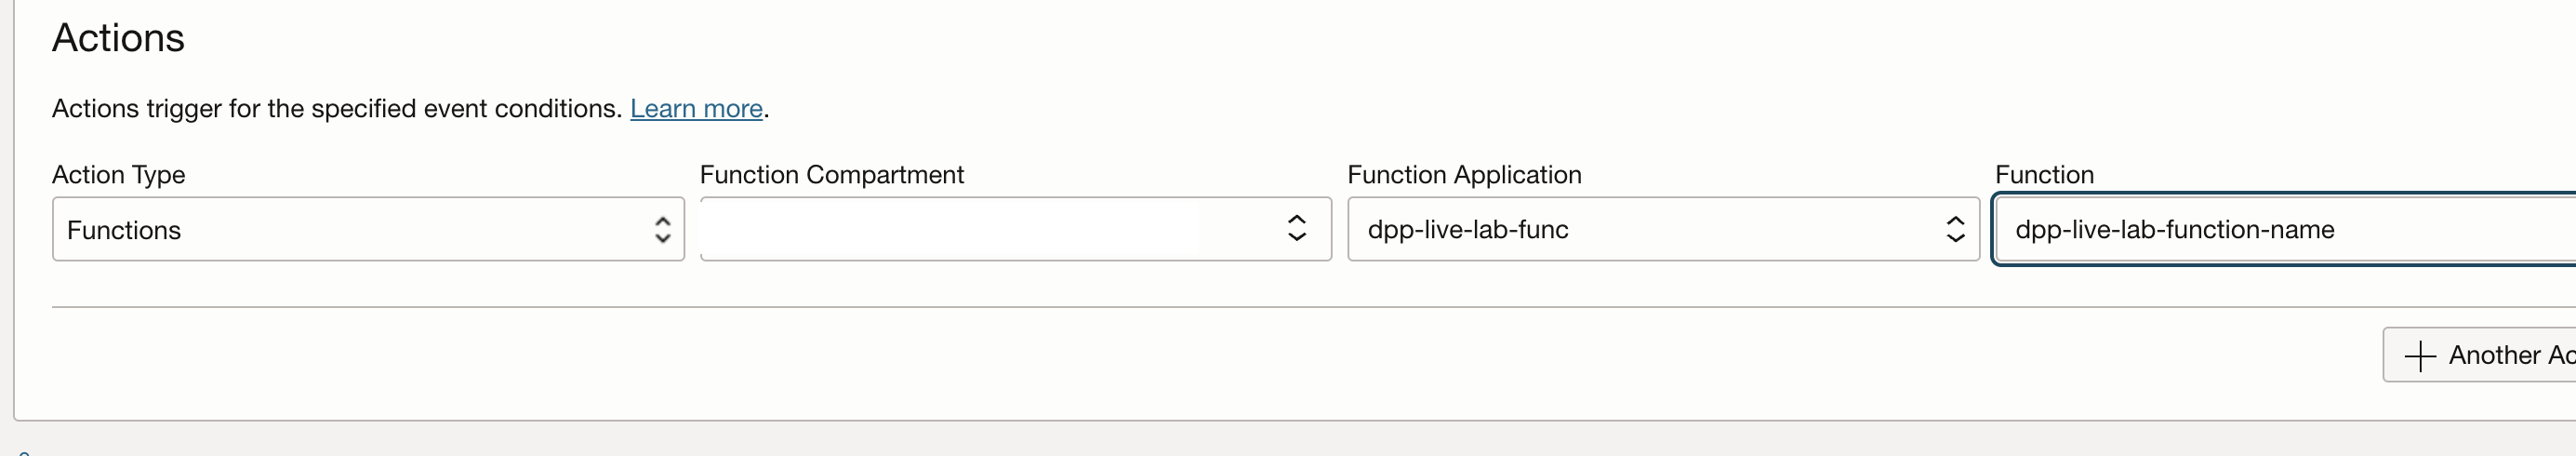 Actions
Actions trigger for the specified event conditions. Learn more.
Action Type Function Compartment Function Application Function
Functions dpp-live-lab-func dpp-live-lab-function-name
Another Ac